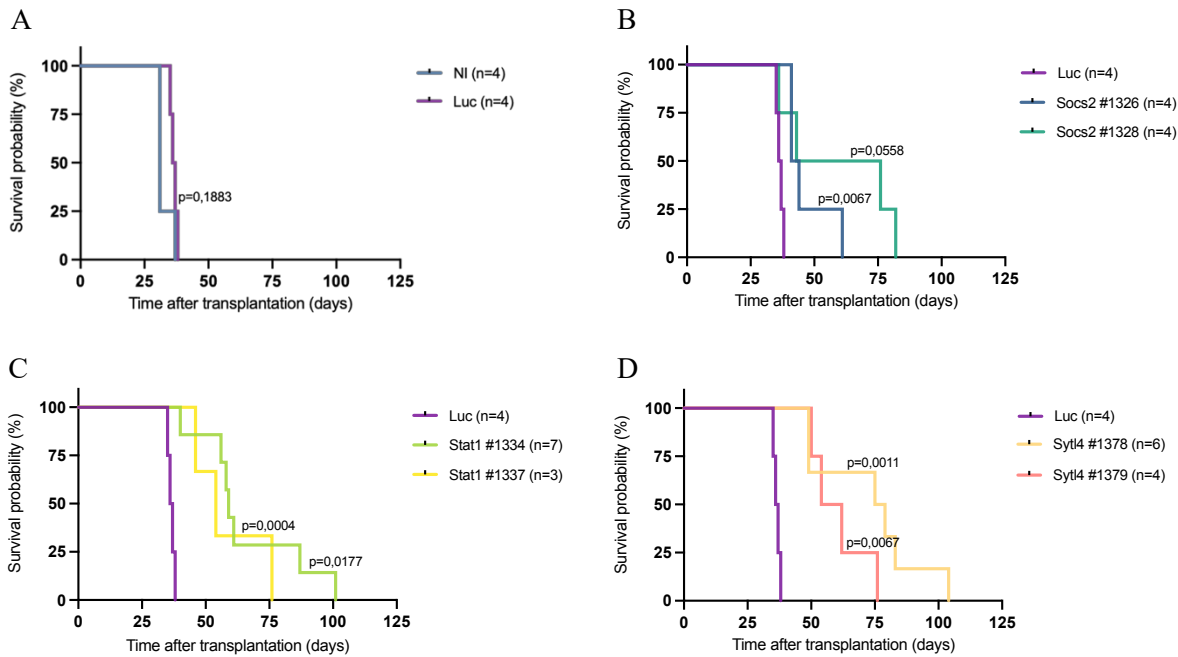 A
Survival probability (%)
100
75
50
25
0
0 25 50 75 100 125
Time after transplantation (days)
p=0,1883
NI (n=4)
Luc (n=4)
B
Survival probability (%)
100
75
50
25
0
0 25 50 75 100 125
Time after transplantation (days)
p=0,0558
p=0,0067
Luc (n=4)
Socs2 #1326 (n=4)
Socs2 #1328 (n=4)
C
Survival probability (%)
100
75
50
25
0
0 25 50 75 100 125
Time after transplantation (days)
p=0,0004
p=0,0177
Luc (n=4)
Stat1 #1334 (n=7)
Stat1 #1337 (n=3)
D
Survival probability (%)
100
75
50
25
0
0 25 50 75 100 125
Time after transplantation (days)
p=0,0011
p=0,0067
Luc (n=4)
Sytl4 #1378 (n=6)
Sytl4 #1379 (n=4)